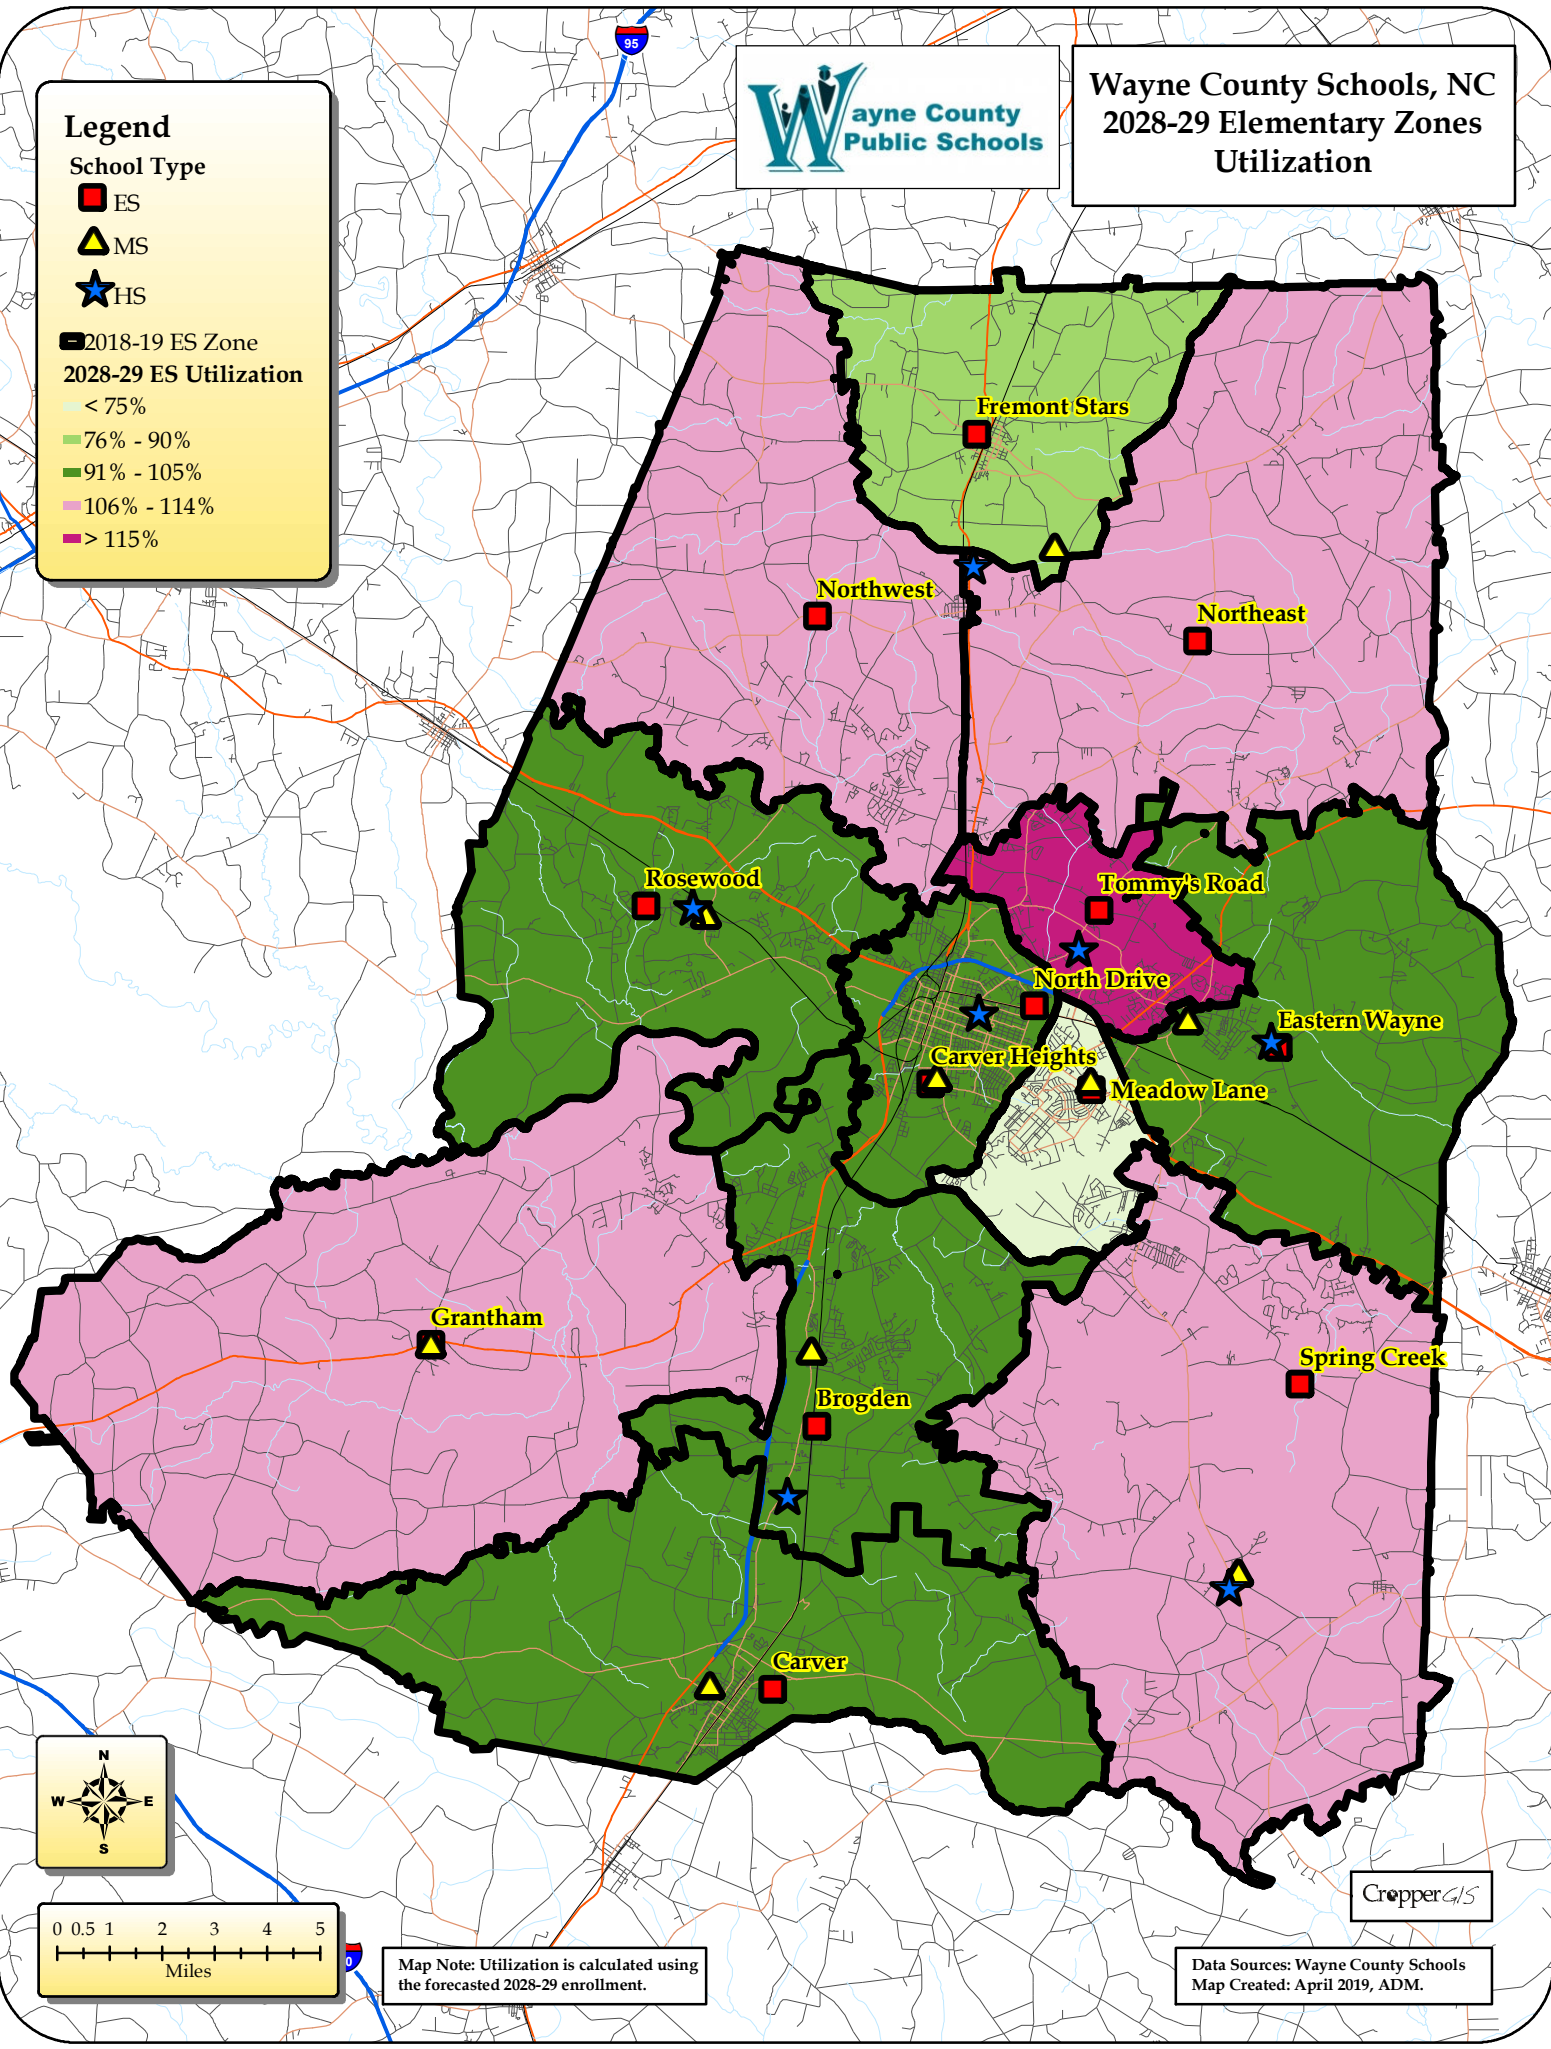 95
ayne County
Public Schools
Wayne County Schools, NC
2028-29 Elementary Zones
Utilization
Legend
School Type
ES
MS
HS
2018-19 ES Zone
2028-29 ES Utilization
< 75%
76% - 90%
91% - 105%
106% - 114%
> 115%
Fremont Stars
Northwest
Northeast
Rosewood
Tommy's Road
North Drive
Eastern Wayne
Carver Heights
Meadow Lane
Grantham
Spring Creek
Brogden
Carver
N
W E
S
CropperGIS
0 0.5 1 2 3 4 5
Miles
0
Map Note: Utilization is calculated using
the forecasted 2028-29 enrollment.
Data Sources: Wayne County Schools
Map Created: April 2019, ADM.